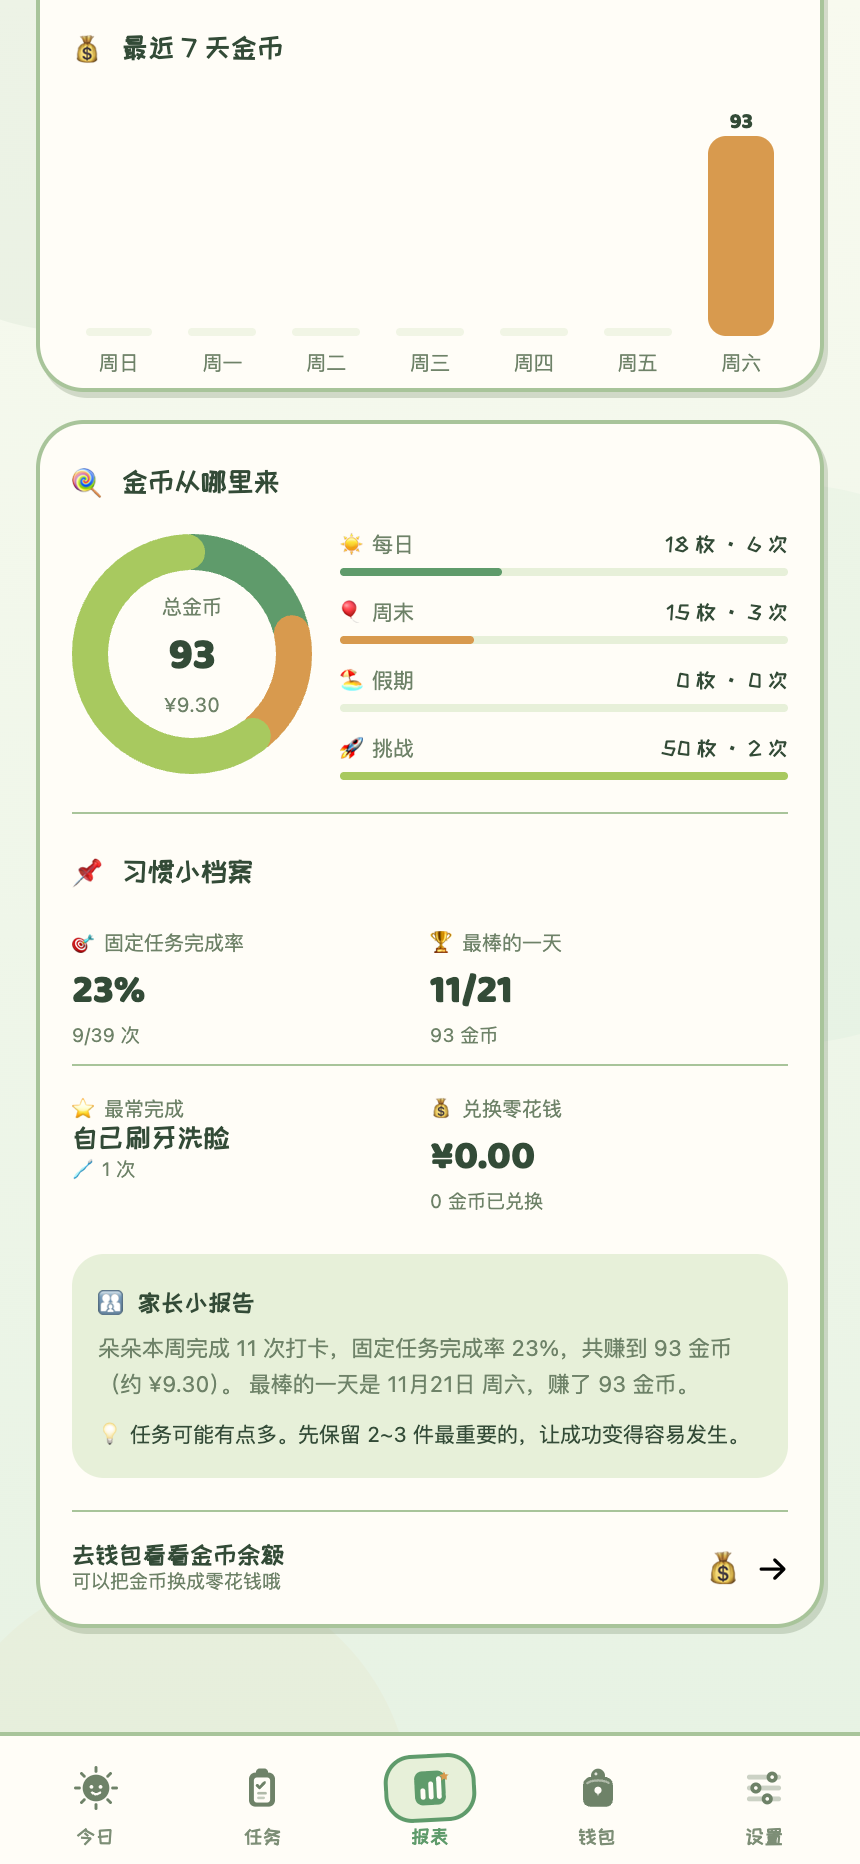 最近 7 天金币
93
周日 周一 周二 周三 周四 周五 周六
金币从哪里来
总金币
93
¥9.30
每日 18 枚 · 6 次
周末 15 枚 · 3 次
假期 0 枚 · 0 次
挑战 50 枚 · 2 次
习惯小档案
固定任务完成率
23%
9/39 次
最棒的一天
11/21
93 金币
最常完成
自己刷牙洗脸
1 次
兑换零花钱
¥0.00
0 金币已兑换
家长小报告
朵朵本周完成 11 次打卡，固定任务完成率 23%，共赚到 93 金币
（约 ¥9.30）。 最棒的一天是 11月21日 周六，赚了 93 金币。
任务可能有点多。先保留 2~3 件最重要的，让成功变得容易发生。
去钱包看看金币余额
可以把金币换成零花钱哦
今日 任务 报表 钱包 设置